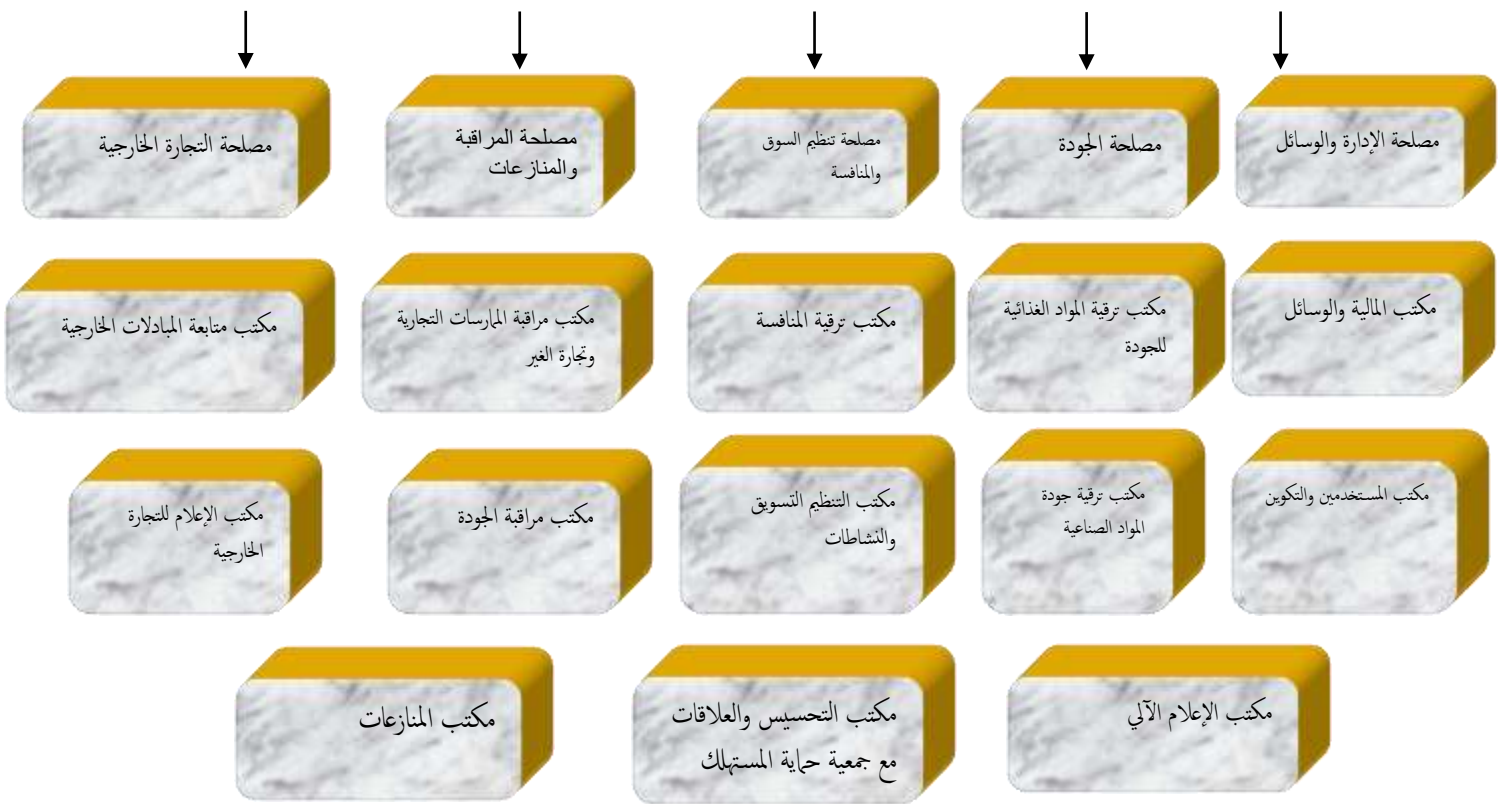 مصلحة الإدارة والوسائل
مصلحة الجودة
مصلحة تنظيم السوق
والمنافسة
مصلحة المراقبة
والمنازعات
مصلحة التجارة الخارجية
مكتب المالية والوسائل
مكتب ترقية المواد الغذائية
للجودة
مكتب ترقية المنافسة
مكتب مراقبة الممارسات التجارية
وتجارة الغير
مكتب متابعة المبادلات الخارجية
مكتب المستخدمين والتكوين
مكتب ترقية جودة
المواد الصناعية
مكتب التنظيم التسويق
والنشاطات
مكتب مراقبة الجودة
مكتب الإعلام للتجارة
الخارجية
مكتب الإعلام الآلي
مكتب التحسيس والعلاقات
مع جمعية حماية المستهلك
مكتب المنازعات